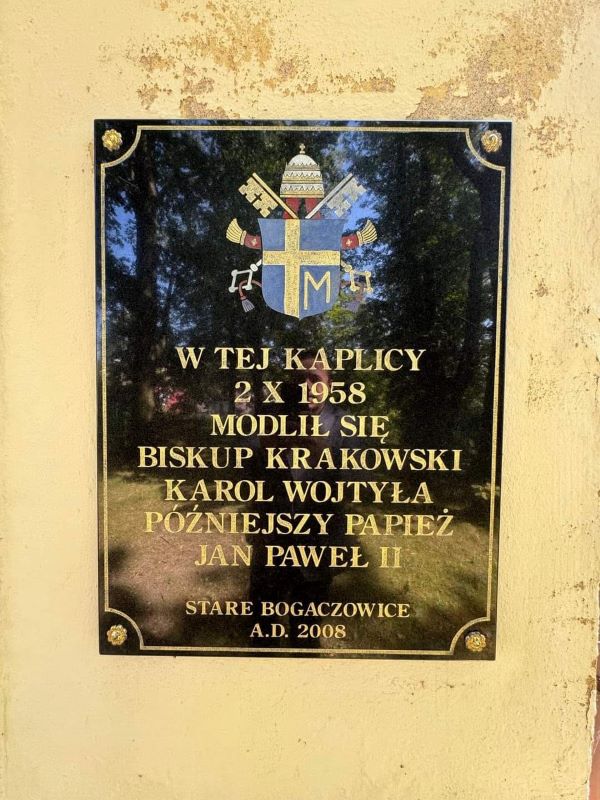 M
W TEJ KAPLICY
2 X 1958
MODLIŁ SIĘ
BISKUP KRAKOWSKI
KAROL WOJTYŁA
PÓŹNIEJSZY PAPIEŻ
JAN PAWEŁ II
STARE BOGACZOWICE
A.D. 2008